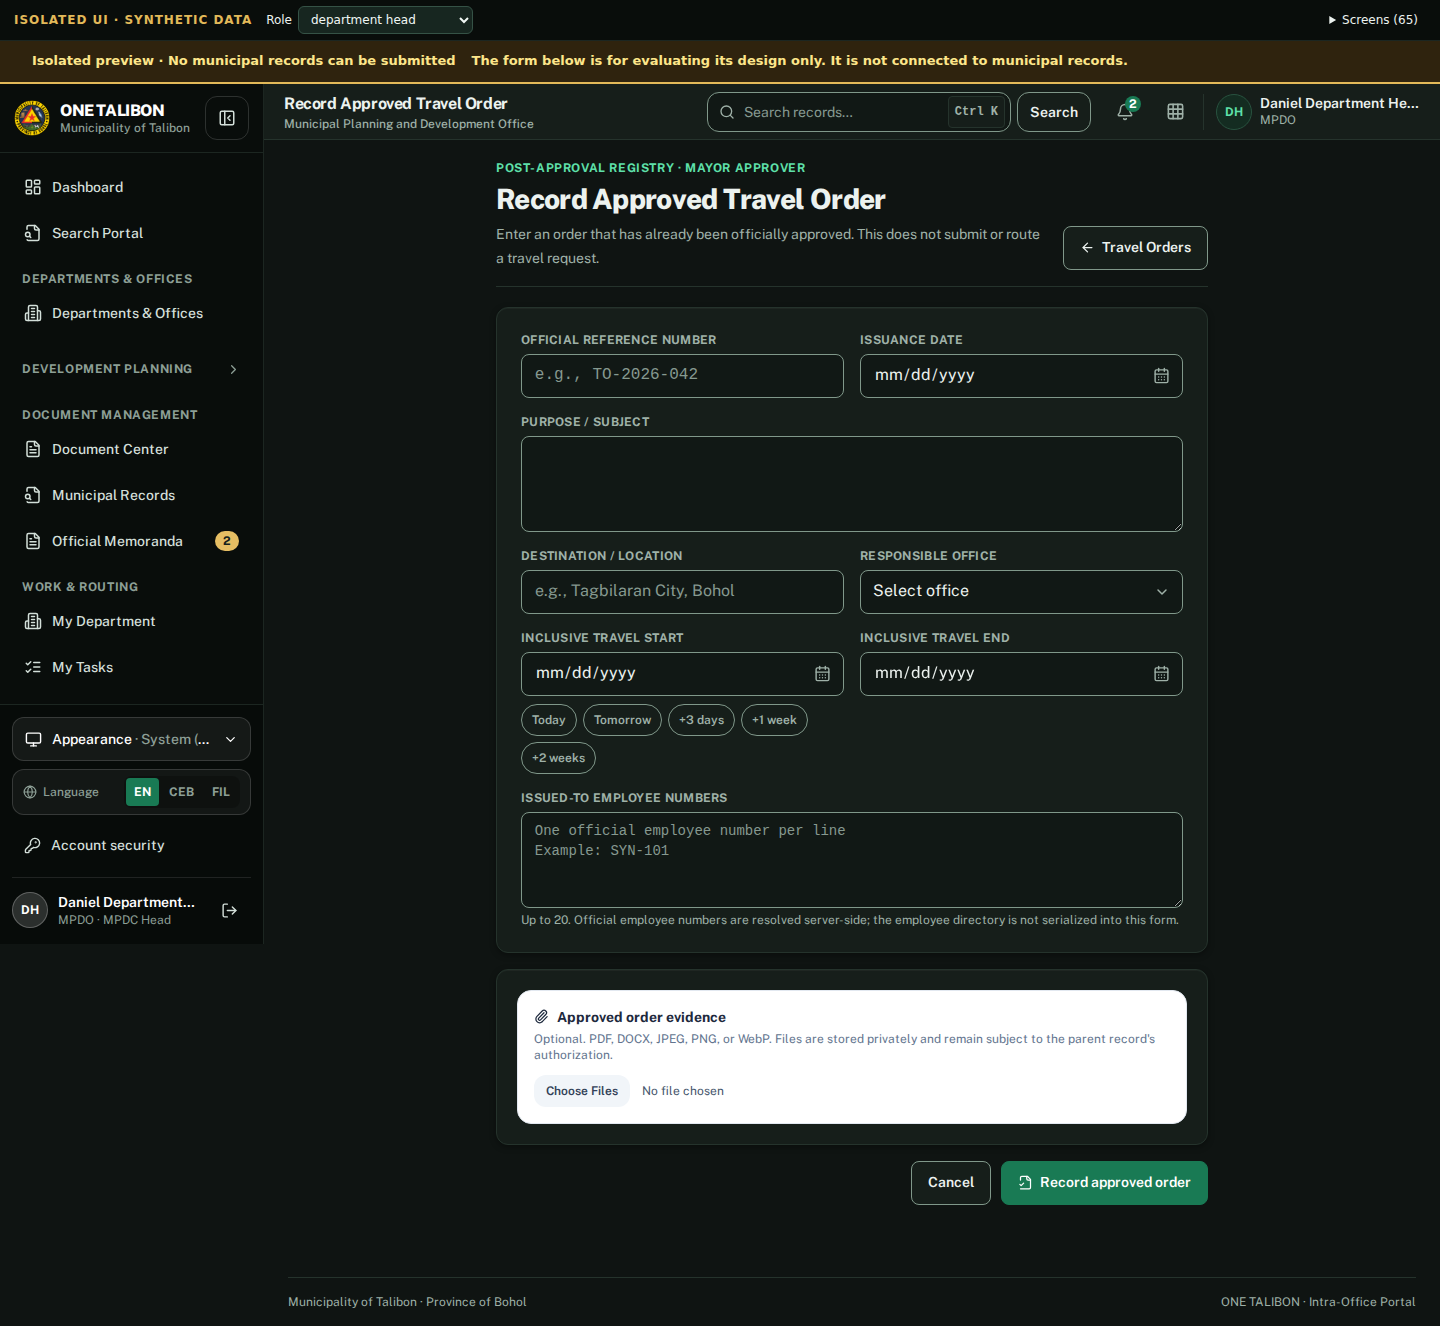 ISOLATED UI · SYNTHETIC DATA Role department head Screens (65)
Isolated preview · No municipal records can be submitted The form below is for evaluating its design only. It is not connected to municipal records.
ONE TALIBON
Municipality of Talibon
Record Approved Travel Order
Municipal Planning and Development Office
Search records... Ctrl K Search
2
DH
Daniel Department He...
MPDO
Dashboard
Search Portal
DEPARTMENTS & OFFICES
Departments & Offices
DEVELOPMENT PLANNING
DOCUMENT MANAGEMENT
Document Center
Municipal Records
Official Memoranda 2
WORK & ROUTING
My Department
My Tasks
Appearance · System (...
Language EN CEB FIL
Account security
DH
Daniel Department...
MPDO · MPDC Head
POST-APPROVAL REGISTRY · MAYOR APPROVER
Record Approved Travel Order
Enter an order that has already been officially approved. This does not submit or route
a travel request.
Travel Orders
OFFICIAL REFERENCE NUMBER ISSUANCE DATE
e.g., TO-2026-042 mm/dd/yyyy
PURPOSE / SUBJECT
DESTINATION / LOCATION RESPONSIBLE OFFICE
e.g., Tagbilaran City, Bohol Select office
INCLUSIVE TRAVEL START INCLUSIVE TRAVEL END
mm/dd/yyyy mm/dd/yyyy
Today Tomorrow +3 days +1 week
+2 weeks
ISSUED-TO EMPLOYEE NUMBERS
One official employee number per line
Example: SYN-101
Up to 20. Official employee numbers are resolved server-side; the employee directory is not serialized into this form.
Approved order evidence
Optional. PDF, DOCX, JPEG, PNG, or WebP. Files are stored privately and remain subject to the parent record's
authorization.
Choose Files No file chosen
Cancel Record approved order
Municipality of Talibon · Province of Bohol ONE TALIBON · Intra-Office Portal